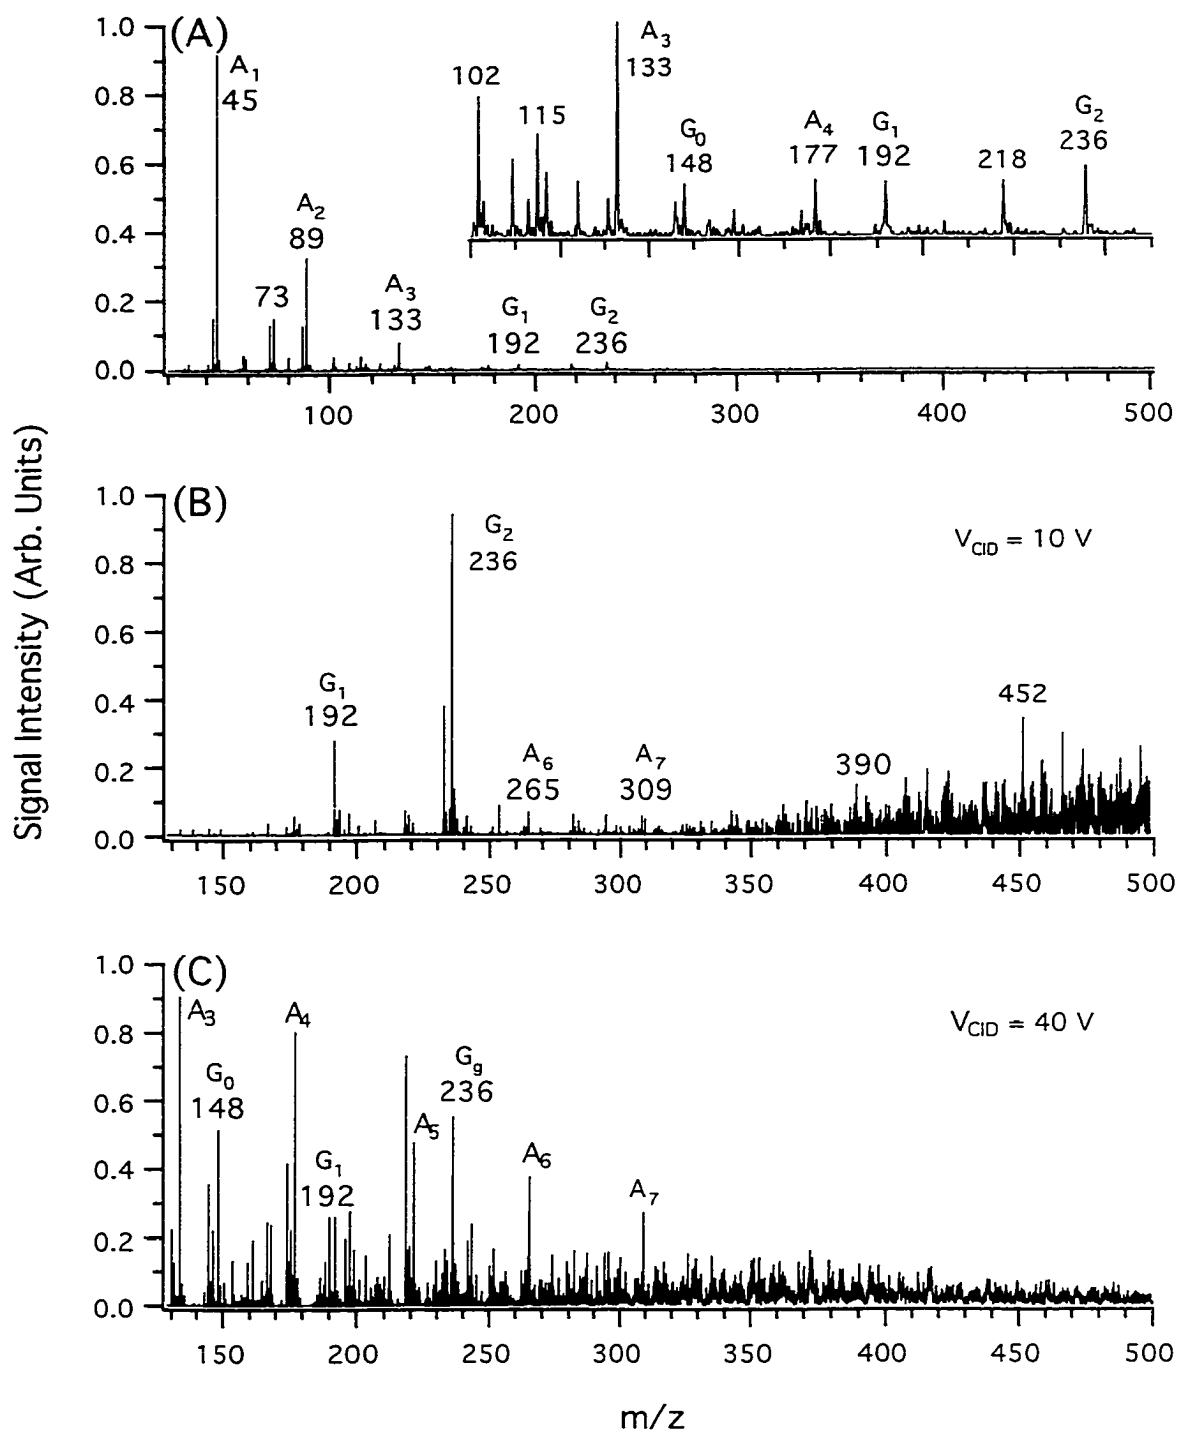 Signal Intensity (Arb. Units)
(A)
1.0
0.8
0.6
0.4
0.2
0.0
A1
45
A2
89
73
A3
133
G1
192
G2
236
102
115
A3
133
G0
148
A4
177
G1
192
218
G2
236
100
200
300
400
500
(B)
1.0
0.8
0.6
0.4
0.2
0.0
VCID = 10 V
G1
192
G2
236
A6
265
A7
309
390
452
150
200
250
300
350
400
450
500
(C)
1.0
0.8
0.6
0.4
0.2
0.0
VCID = 40 V
A3
G0
148
A4
G1
192
A5
Gg
236
A6
A7
150
200
250
300
350
400
450
500
m/z